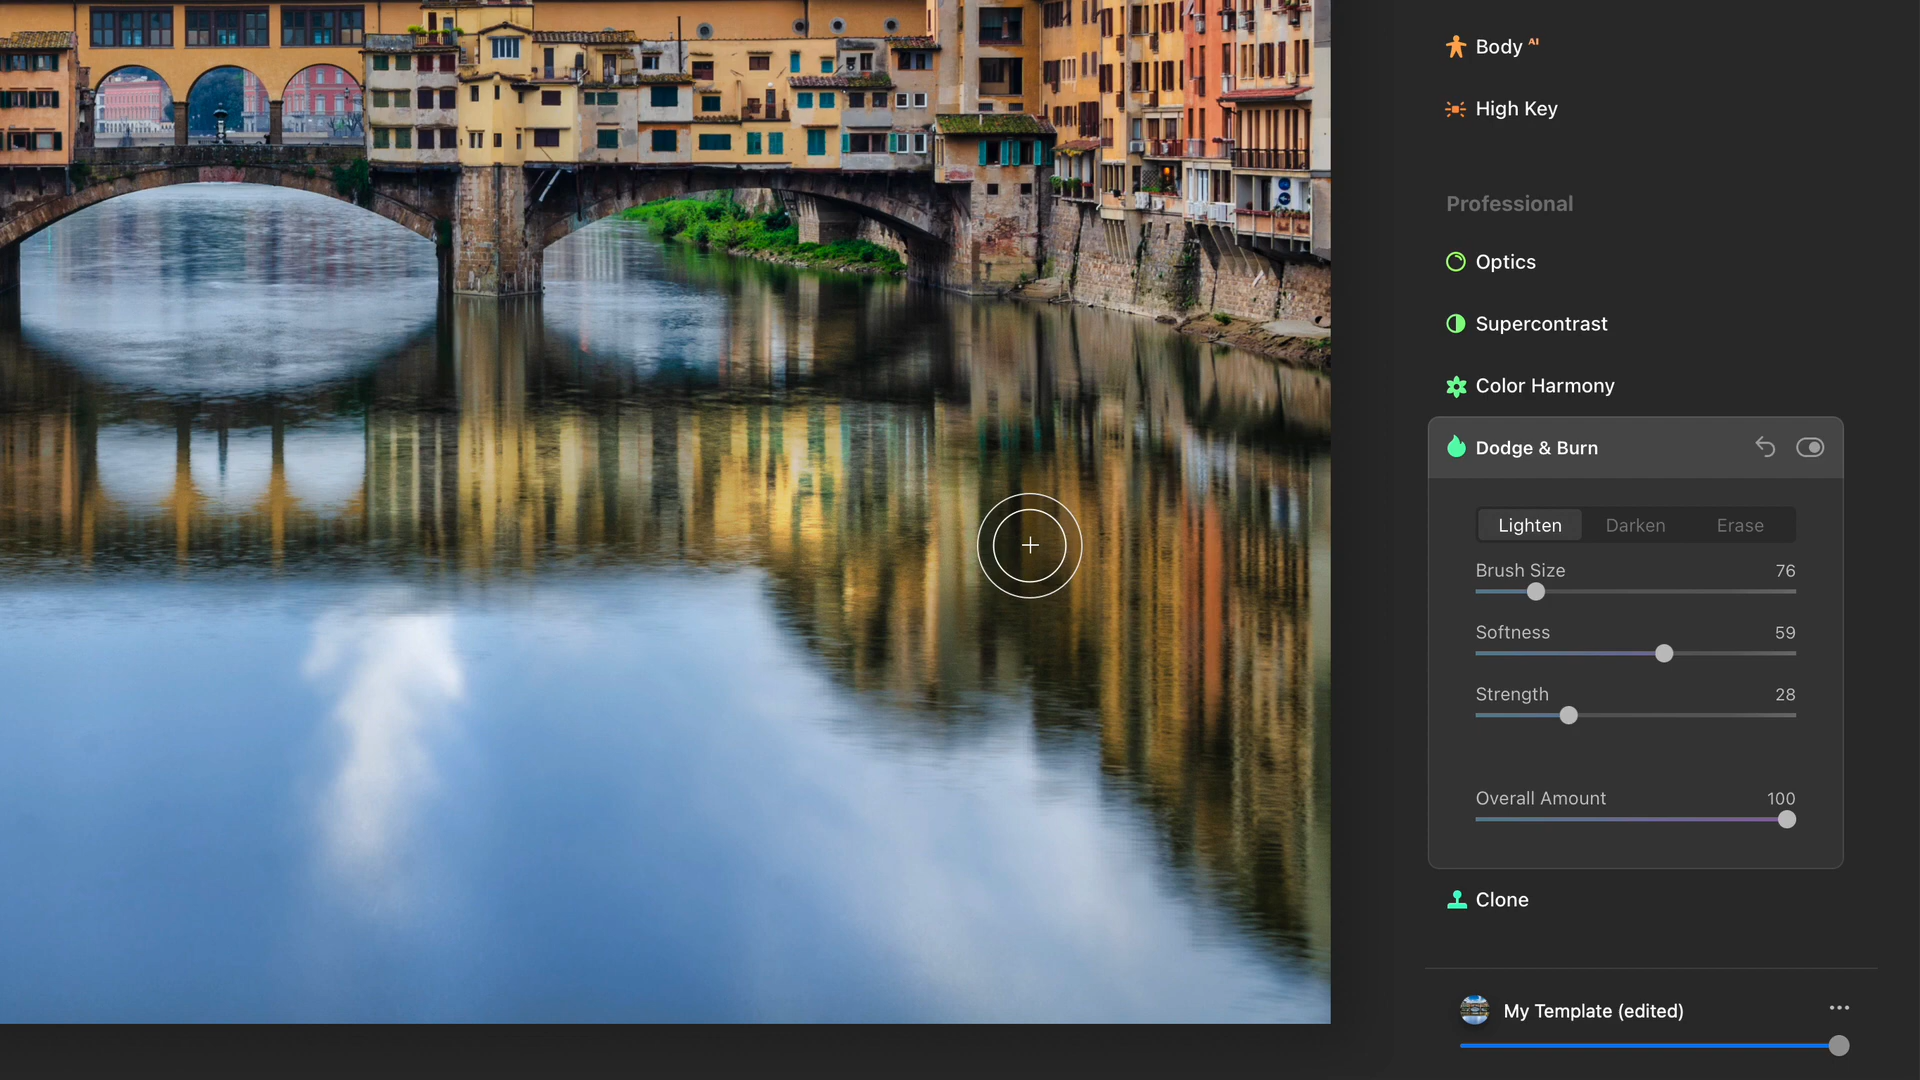 Body AI
High Key
Professional
Optics
Supercontrast
Color Harmony
Dodge & Burn
Lighten Darken Erase
Brush Size 76
Softness 59
Strength 28
Overall Amount 100
Clone
My Template (edited)